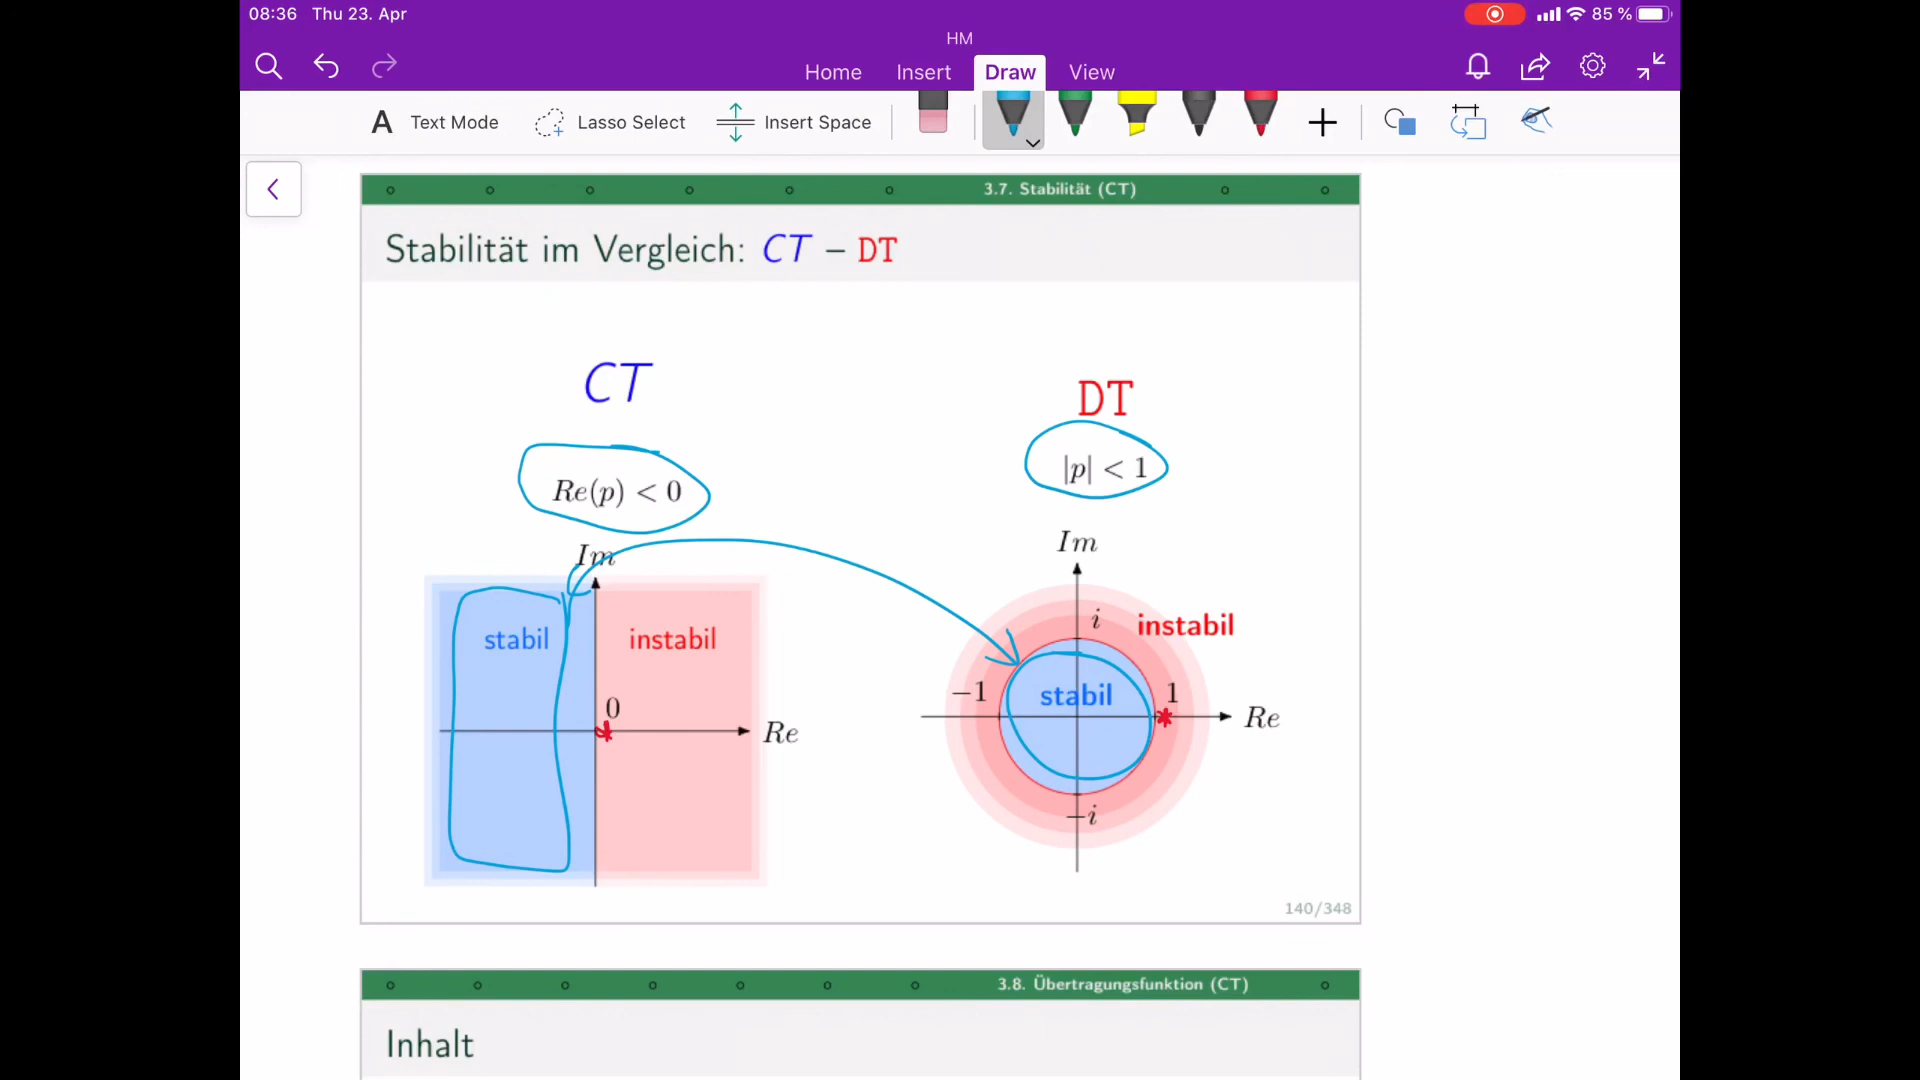 08:36 Thu 23. Apr
85 %
HM
Home Insert Draw View
A Text Mode Lasso Select Insert Space
3.7. Stabilität (CT)
Stabilität im Vergleich: CT – DT
CT
DT
Re(p) < 0
|p| < 1
Im
Im
stabil
instabil
i
instabil
0
Re
−1
stabil
1
Re
−i
140/348
3.8. Übertragungsfunktion (CT)
Inhalt